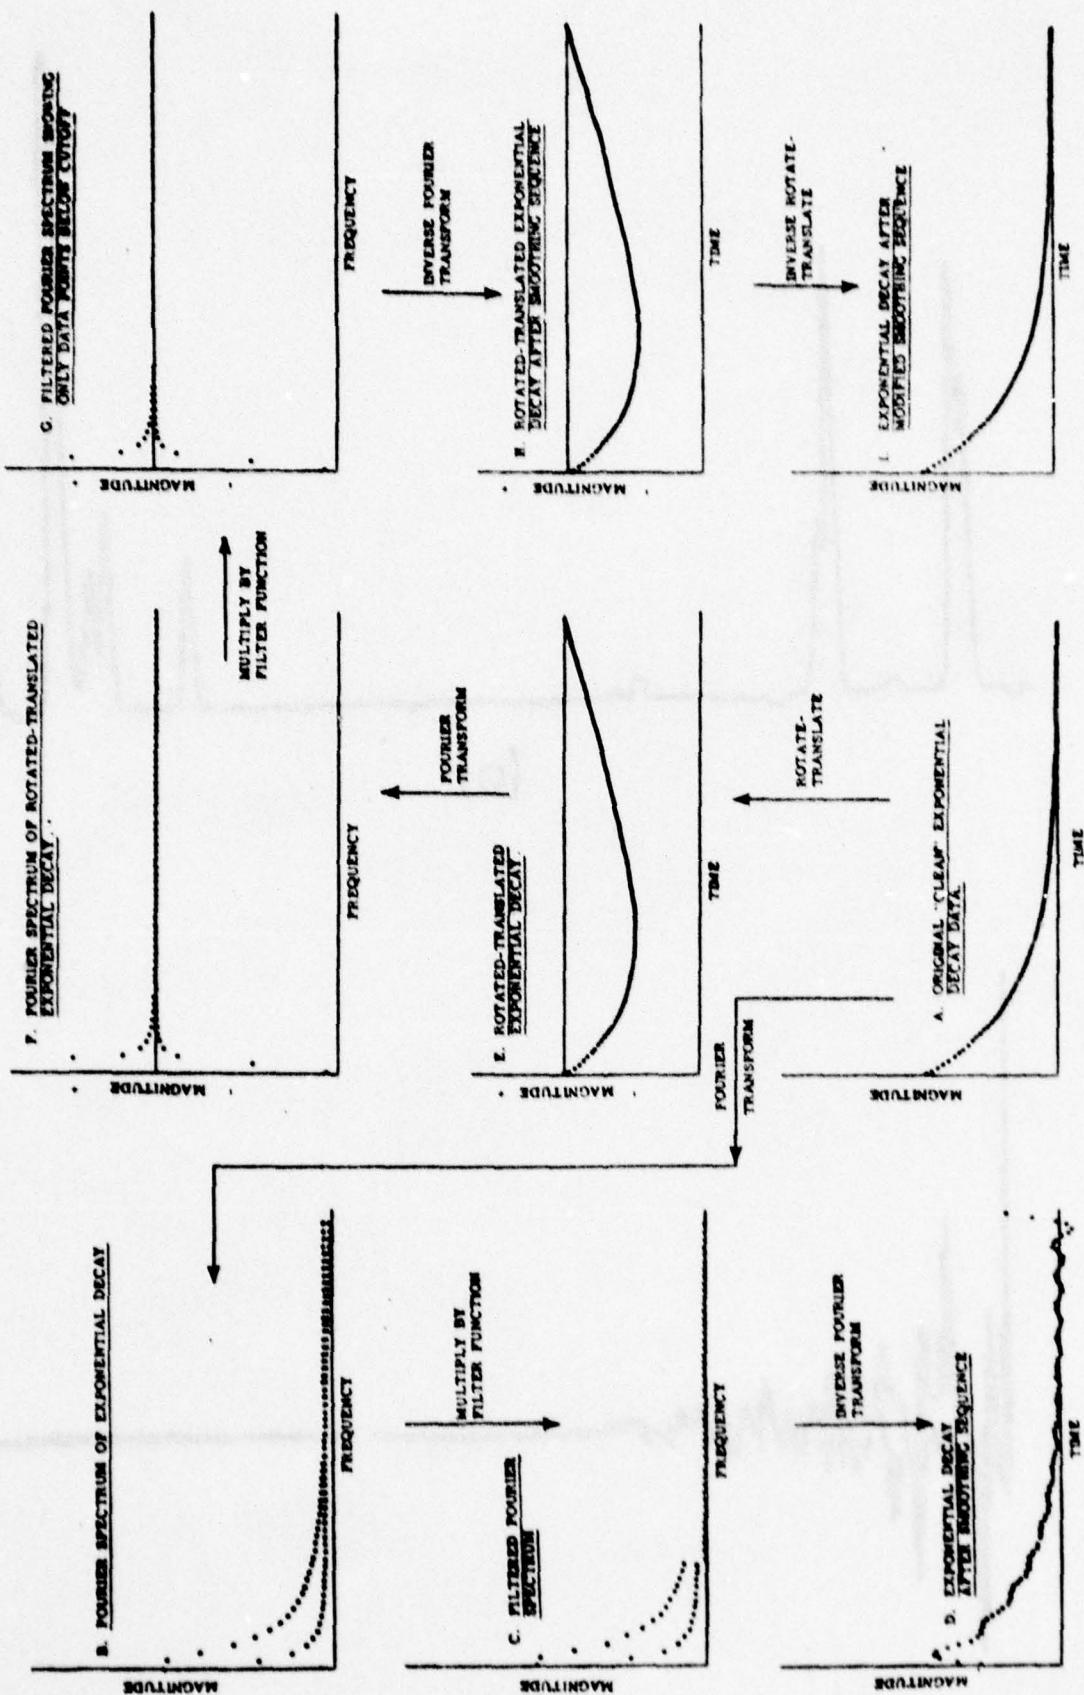 B. FOURIER SPECTRUM OF EXPONENTIAL DECAY
MAGNITUDE
FREQUENCY
MULTIPLY BY
FILTER FUNCTION
C. FILTERED FOURIER
SPECTRUM
MAGNITUDE
FREQUENCY
INVERSE FOURIER
TRANSFORM
D. EXPONENTIAL DECAY
AFTER SMOOTHING SEQUENCE
MAGNITUDE
TIME
F. FOURIER SPECTRUM OF ROTATED-TRANSLATED
EXPONENTIAL DECAY.
MAGNITUDE
FREQUENCY
MULTIPLY BY
FILTER FUNCTION
FOURIER
TRANSFORM
E. ROTATED-TRANSLATED
EXPONENTIAL DECAY.
MAGNITUDE
TIME
FOURIER
TRANSFORM
ROTATE-
TRANSLATE
A. ORIGINAL "CLEAN" EXPONENTIAL
DECAY DATA.
MAGNITUDE
TIME
G. FILTERED FOURIER SPECTRUM SHOWING
ONLY DATA POINTS BELOW CUTOFF
MAGNITUDE
FREQUENCY
INVERSE FOURIER
TRANSFORM
H. ROTATED-TRANSLATED EXPONENTIAL
DECAY AFTER SMOOTHING SEQUENCE
MAGNITUDE
TIME
INVERSE ROTATE-
TRANSLATE
I. EXPONENTIAL DECAY AFTER
MODIFIED SMOOTHING SEQUENCE
MAGNITUDE
TIME